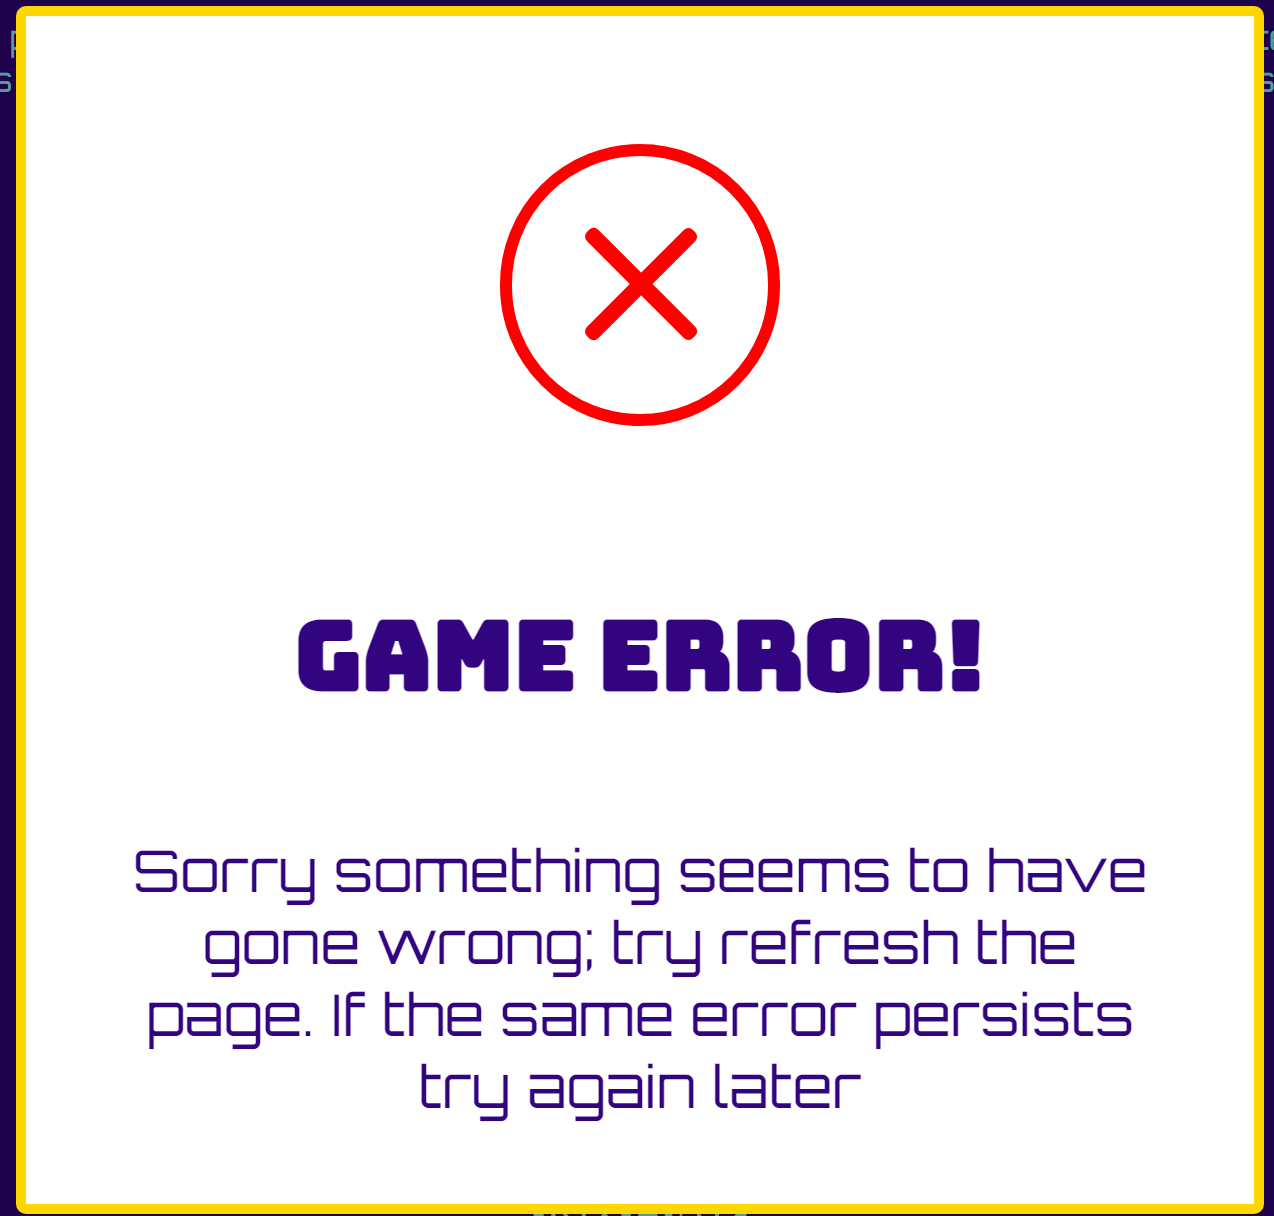 GAME ERROR!
Sorry something seems to have
gone wrong; try refresh the
page. If the same error persists
try again later